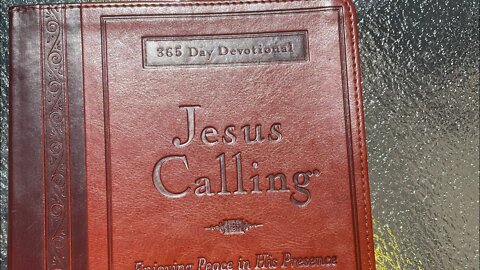 365 Day Devotional
Jesus
Calling®
Enjoying Peace in His Presence